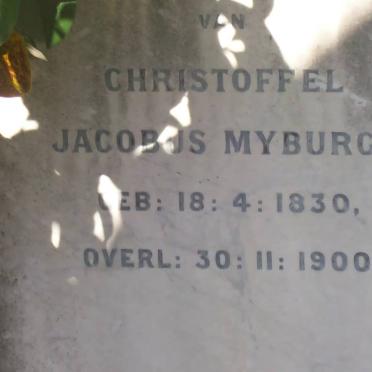 VAN
CHRISTOFFEL
JACOBUS MYBURG
GEB: 18: 4: 1830,
OVERL: 30: 11: 1900